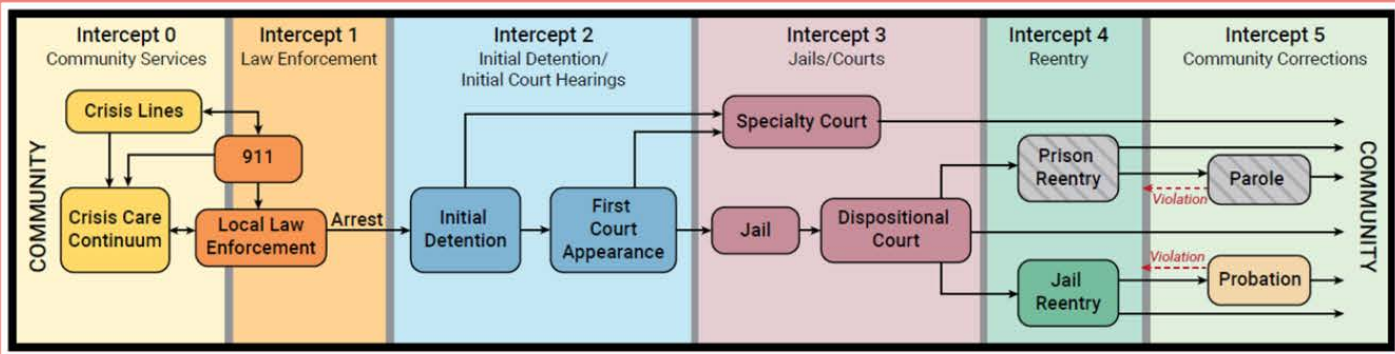 Intercept 0
Community Services
Intercept 1
Law Enforcement
Intercept 2
Initial Detention/
Initial Court Hearings
Intercept 3
Jails/Courts
Intercept 4
Reentry
Intercept 5
Community Corrections
COMMUNITY
Crisis Lines
911
Crisis Care
Continuum
Local Law
Enforcement
Arrest
Initial
Detention
First
Court
Appearance
Specialty Court
Jail
Dispositional
Court
Prison
Reentry
Parole
Violation
Jail
Reentry
Violation
Probation
COMMUNITY